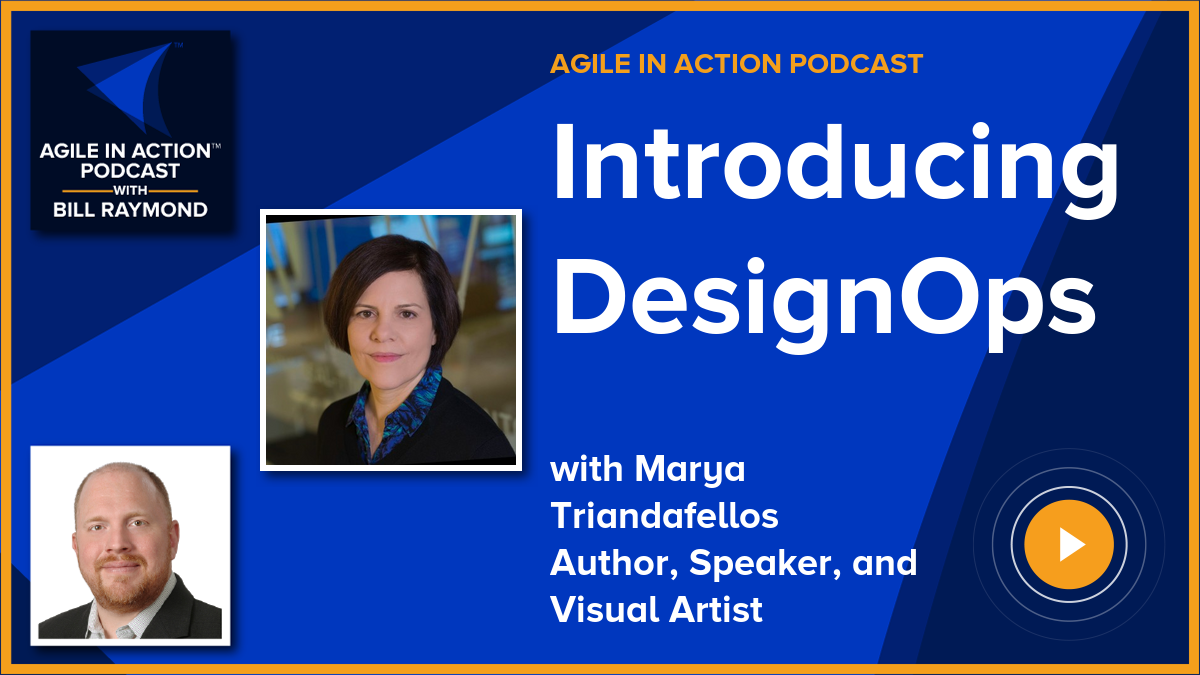 AGILE IN ACTION™
PODCAST
WITH
BILL RAYMOND
AGILE IN ACTION PODCAST
Introducing
DesignOps
with Marya
Triandafellos
Author, Speaker, and
Visual Artist